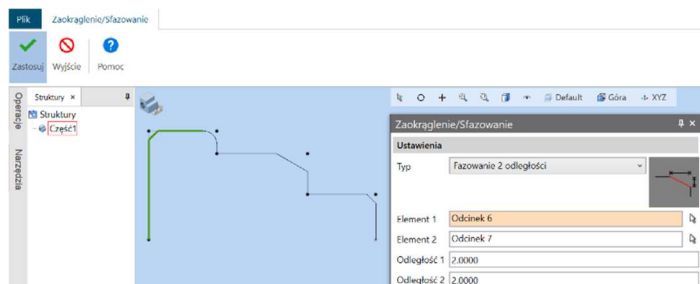 Plik Zaokrąglenie/Sfazowanie
Zastosuj Wyjście Pomoc
Operacje
Narzędzia
Struktury ×
Struktury
Część1
Default Góra XYZ
Zaokrąglenie/Sfazowanie
Ustawienia
Typ Fazowanie 2 odległości
Element 1 Odcinek 6
Element 2 Odcinek 7
Odległość 1 2.0000
Odległość 2 2.0000